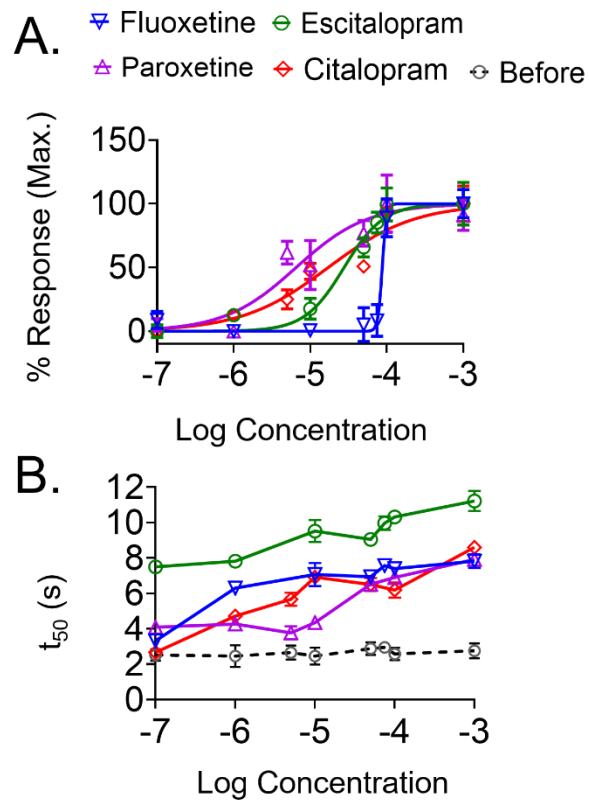 A.
Fluoxetine Escitalopram
Paroxetine Citalopram Before
% Response (Max.)
150
100
50
0
-7 -6 -5 -4 -3
Log Concentration
B.
t₅₀ (s)
12
10
8
6
4
2
0
-7 -6 -5 -4 -3
Log Concentration